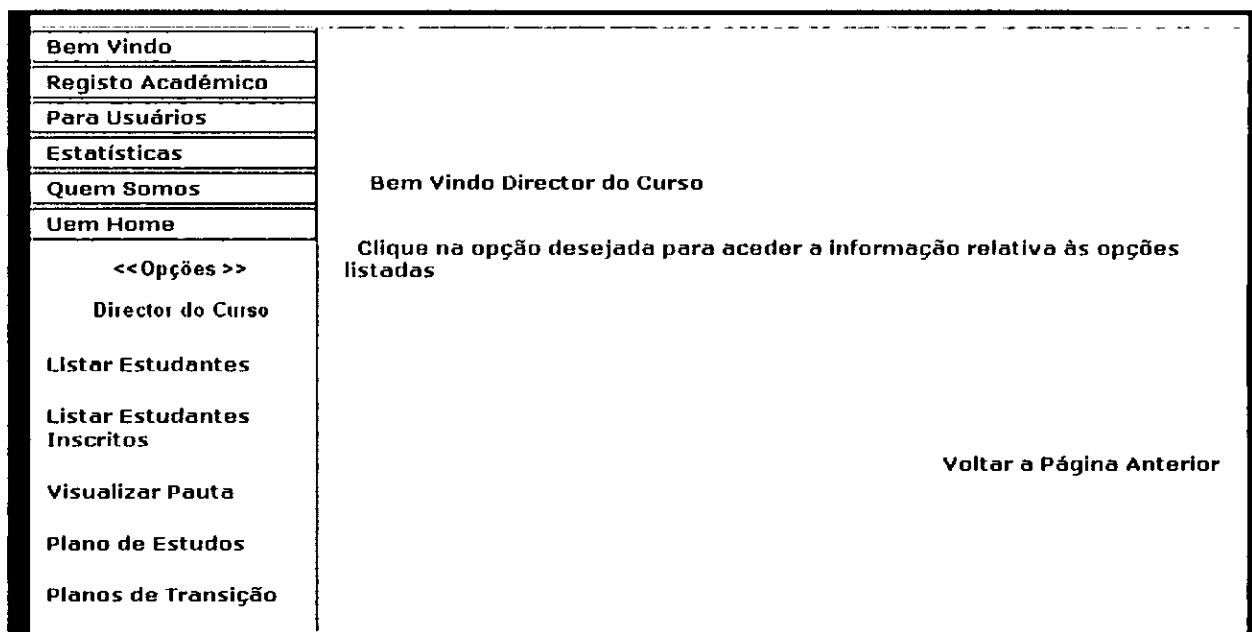 Bem Vindo
Registo Académico
Para Usuários
Estatísticas
Quem Somos
Uem Home
<<Opções >>
Director do Curso
Listar Estudantes
Listar Estudantes
Inscritos
Visualizar Pauta
Plano de Estudos
Planos de Transição
Bem Vindo Director do Curso
Clique na opção desejada para aceder a informação relativa às opções
listadas
Voltar a Página Anterior